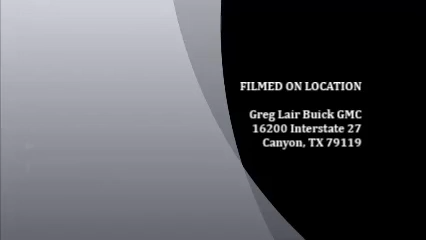 FILMED ON LOCATION
Greg Lair Buick GMC
16200 Interstate 27
Canyon, TX 79119